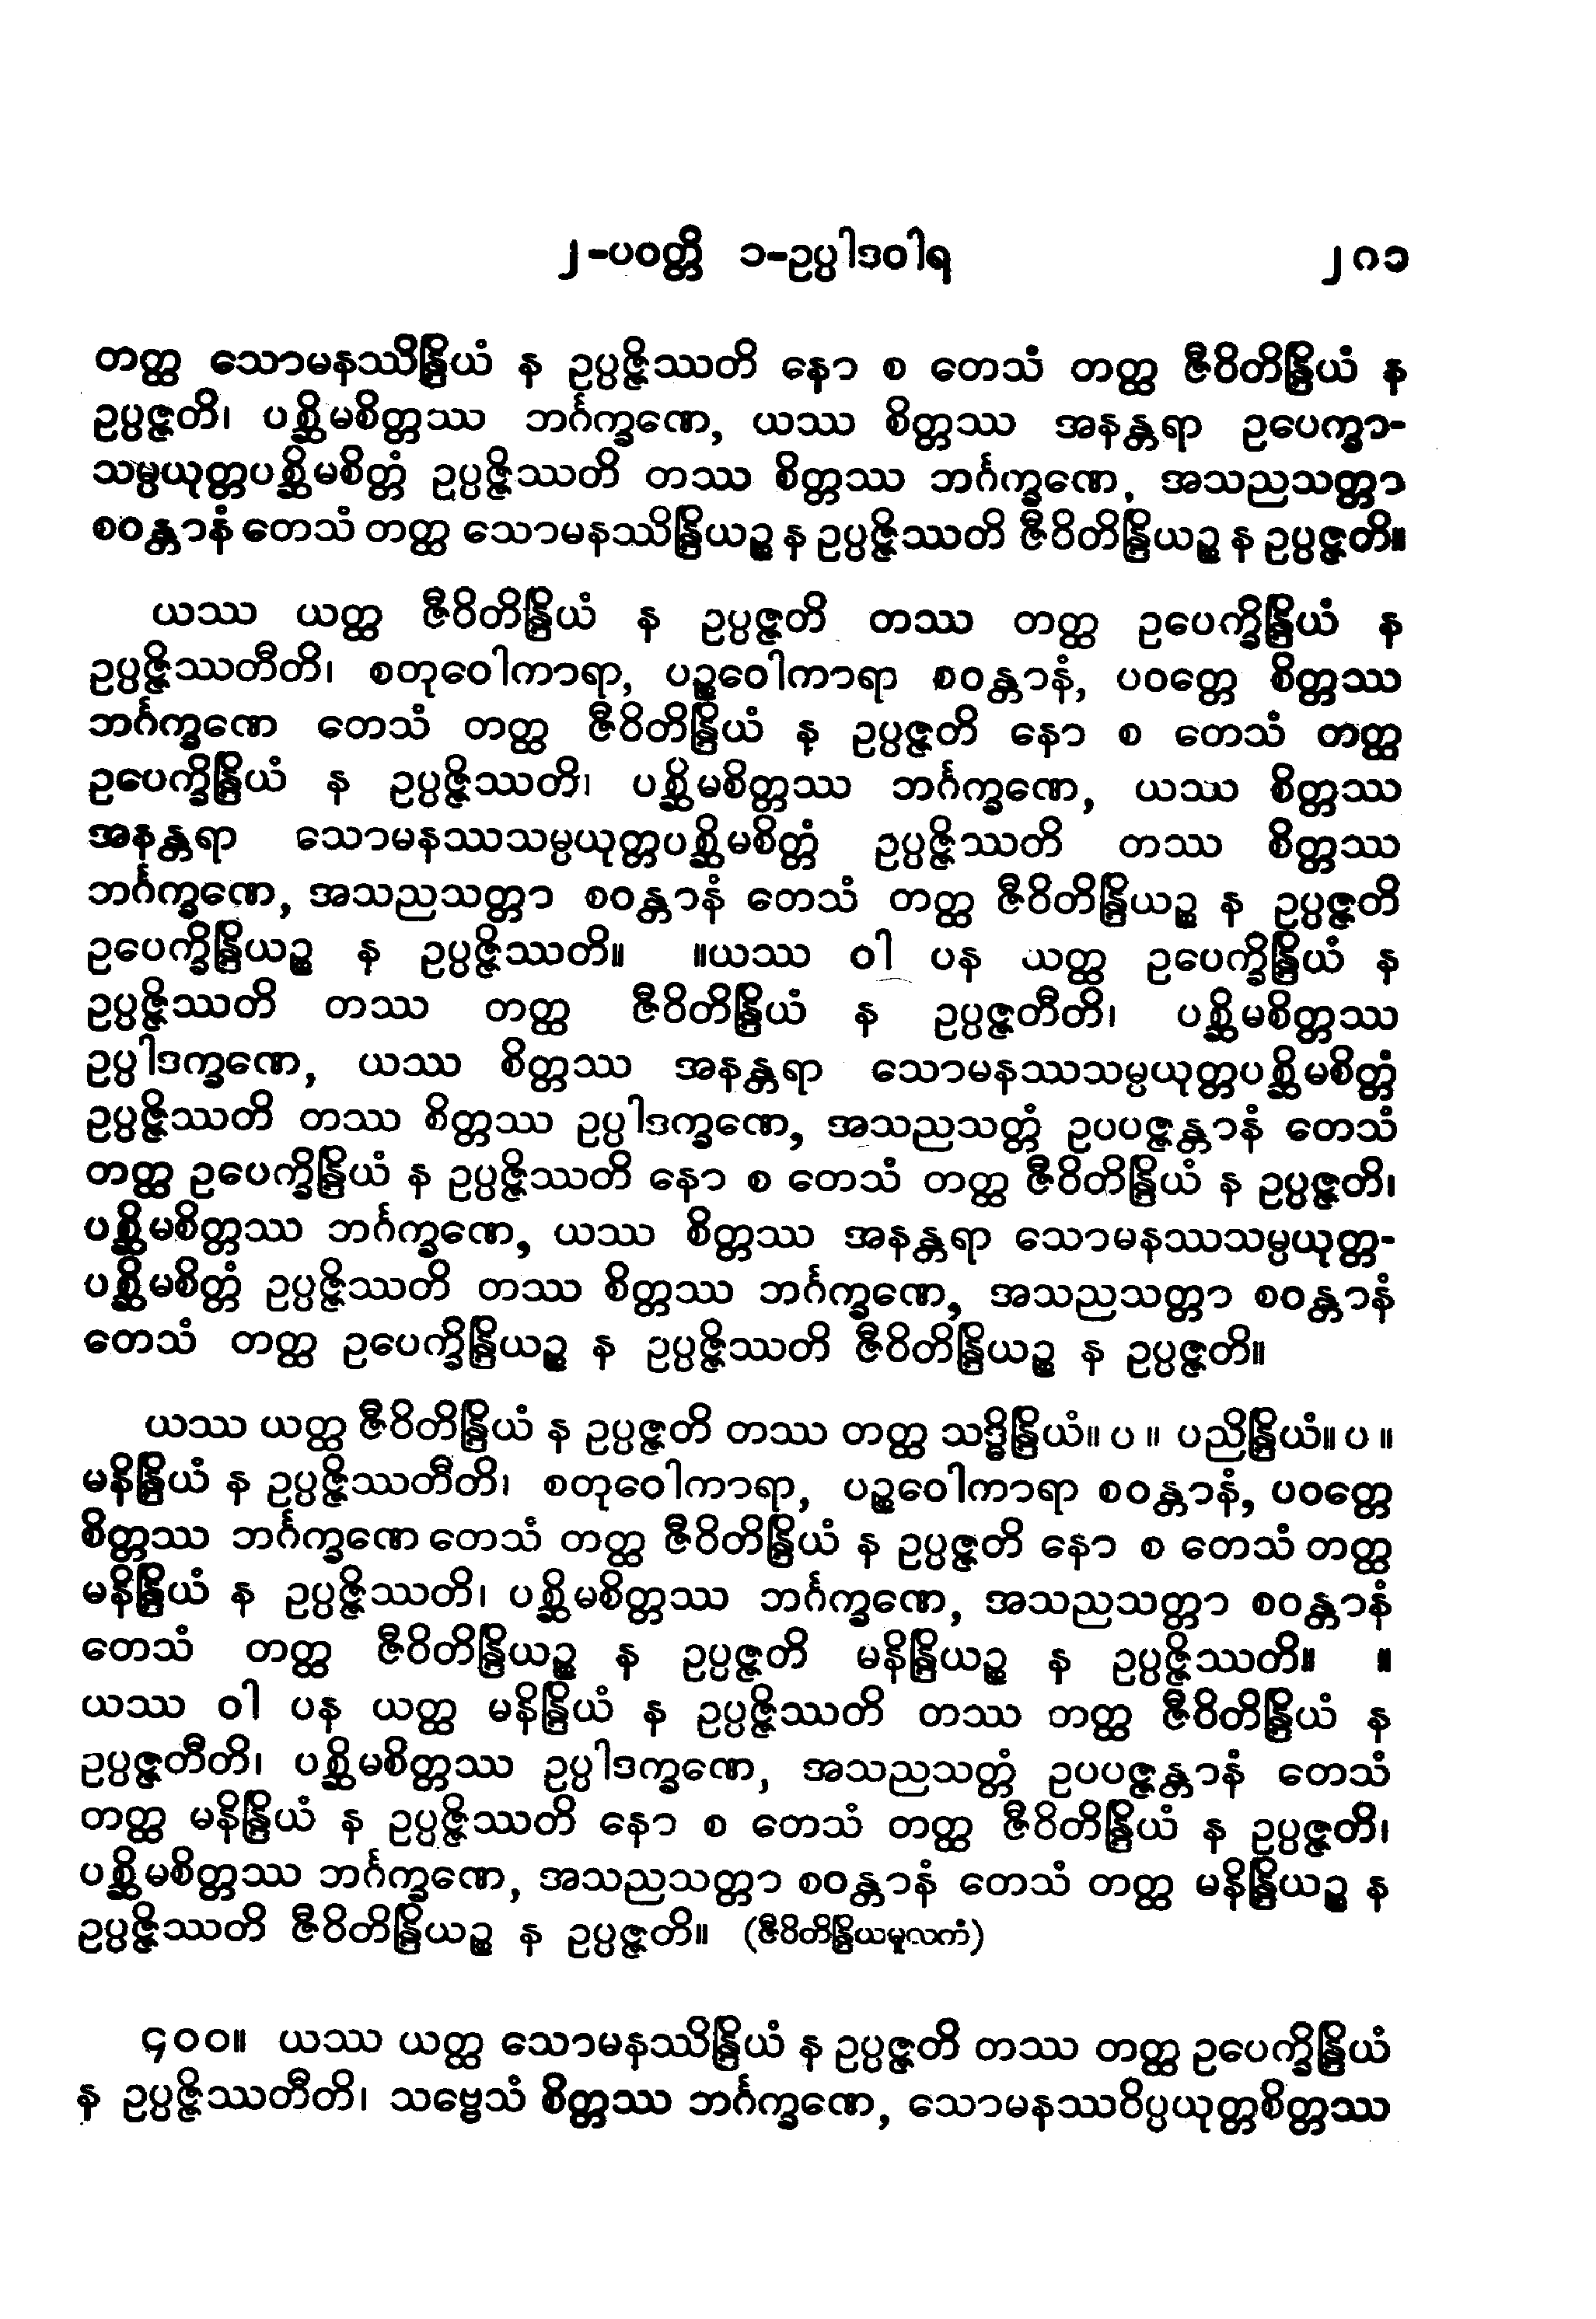 ၂-ပဝတ္တိ ၁-ဥပ္ပါဒဝါရ ၂၈၁
တတ္ထ သောမနဿိန္ဒြိယံ န ဥပ္ပဇ္ဇိဿတိ နော စ တေသံ တတ္ထ ဇီဝိတိန္ဒြိယံ န
ဥပ္ပဇ္ဇတိ၊ ပစ္ဆိမစိတ္တဿ ဘင်္ဂက္ခဏေ, ယဿ စိတ္တဿ အနန္တရာ ဥပေက္ခာ-
သမ္ပယုတ္တပစ္ဆိမစိတ္တံ ဥပ္ပဇ္ဇိဿတိ တဿ စိတ္တဿ ဘင်္ဂက္ခဏေ, အသညသတ္တာ
စဝန္တာနံ တေသံ တတ္ထ သောမနဿိန္ဒြိယဉ္စ န ဥပ္ပဇ္ဇိဿတိ ဇီဝိတိန္ဒြိယဉ္စ န ဥပ္ပဇ္ဇတိ။
ယဿ ယတ္ထ ဇီဝိတိန္ဒြိယံ န ဥပ္ပဇ္ဇတိ တဿ တတ္ထ ဥပေက္ခိန္ဒြိယံ န
ဥပ္ပဇ္ဇိဿတီတိ၊ စတုဝေါကာရာ, ပဉ္စဝေါကာရာ စဝန္တာနံ, ပဝတ္တေ စိတ္တဿ
ဘင်္ဂက္ခဏေ တေသံ တတ္ထ ဇီဝိတိန္ဒြိယံ န ဥပ္ပဇ္ဇတိ နော စ တေသံ တတ္ထ
ဥပေက္ခိန္ဒြိယံ န ဥပ္ပဇ္ဇိဿတိ၊ ပစ္ဆိမစိတ္တဿ ဘင်္ဂက္ခဏေ, ယဿ စိတ္တဿ
အနန္တရာ သောမနဿသမ္ပယုတ္တပစ္ဆိမစိတ္တံ ဥပ္ပဇ္ဇိဿတိ တဿ စိတ္တဿ
ဘင်္ဂက္ခဏေ, အသညသတ္တာ စဝန္တာနံ တေသံ တတ္ထ ဇီဝိတိန္ဒြိယဉ္စ န ဥပ္ပဇ္ဇတိ
ဥပေက္ခိန္ဒြိယဉ္စ န ဥပ္ပဇ္ဇိဿတိ။ ။ယဿ ဝါ ပန ယတ္ထ ဥပေက္ခိန္ဒြိယံ န
ဥပ္ပဇ္ဇိဿတိ တဿ တတ္ထ ဇီဝိတိန္ဒြိယံ န ဥပ္ပဇ္ဇတီတိ၊ ပစ္ဆိမစိတ္တဿ
ဥပ္ပါဒက္ခဏေ, ယဿ စိတ္တဿ အနန္တရာ သောမနဿသမ္ပယုတ္တပစ္ဆိမစိတ္တံ
ဥပ္ပဇ္ဇိဿတိ တဿ စိတ္တဿ ဥပ္ပါဒက္ခဏေ, အသညသတ္တံ ဥပပဇ္ဇန္တာနံ တေသံ
တတ္ထ ဥပေက္ခိန္ဒြိယံ န ဥပ္ပဇ္ဇိဿတိ နော စ တေသံ တတ္ထ ဇီဝိတိန္ဒြိယံ န ဥပ္ပဇ္ဇတိ၊
ပစ္ဆိမစိတ္တဿ ဘင်္ဂက္ခဏေ, ယဿ စိတ္တဿ အနန္တရာ သောမနဿသမ္ပယုတ္တ-
ပစ္ဆိမစိတ္တံ ဥပ္ပဇ္ဇိဿတိ တဿ စိတ္တဿ ဘင်္ဂက္ခဏေ, အသညသတ္တာ စဝန္တာနံ
တေသံ တတ္ထ ဥပေက္ခိန္ဒြိယဉ္စ န ဥပ္ပဇ္ဇိဿတိ ဇီဝိတိန္ဒြိယဉ္စ န ဥပ္ပဇ္ဇတိ။
ယဿ ယတ္ထ ဇီဝိတိန္ဒြိယံ န ဥပ္ပဇ္ဇတိ တဿ တတ္ထ သဒ္ဓိန္ဒြိယံ။ ပ ။ ပညိန္ဒြိယံ။ ပ ။
မနိန္ဒြိယံ န ဥပ္ပဇ္ဇိဿတီတိ၊ စတုဝေါကာရာ, ပဉ္စဝေါကာရာ စဝန္တာနံ, ပဝတ္တေ
စိတ္တဿ ဘင်္ဂက္ခဏေ တေသံ တတ္ထ ဇီဝိတိန္ဒြိယံ န ဥပ္ပဇ္ဇတိ နော စ တေသံ တတ္ထ
မနိန္ဒြိယံ န ဥပ္ပဇ္ဇိဿတိ၊ ပစ္ဆိမစိတ္တဿ ဘင်္ဂက္ခဏေ, အသညသတ္တာ စဝန္တာနံ
တေသံ တတ္ထ ဇီဝိတိန္ဒြိယဉ္စ န ဥပ္ပဇ္ဇတိ မနိန္ဒြိယဉ္စ န ဥပ္ပဇ္ဇိဿတိ။ ။
ယဿ ဝါ ပန ယတ္ထ မနိန္ဒြိယံ န ဥပ္ပဇ္ဇိဿတိ တဿ တတ္ထ ဇီဝိတိန္ဒြိယံ န
ဥပ္ပဇ္ဇတီတိ၊ ပစ္ဆိမစိတ္တဿ ဥပ္ပါဒက္ခဏေ, အသညသတ္တံ ဥပပဇ္ဇန္တာနံ တေသံ
တတ္ထ မနိန္ဒြိယံ န ဥပ္ပဇ္ဇိဿတိ နော စ တေသံ တတ္ထ ဇီဝိတိန္ဒြိယံ န ဥပ္ပဇ္ဇတိ၊
ပစ္ဆိမစိတ္တဿ ဘင်္ဂက္ခဏေ, အသညသတ္တာ စဝန္တာနံ တေသံ တတ္ထ မနိန္ဒြိယဉ္စ န
ဥပ္ပဇ္ဇိဿတိ ဇီဝိတိန္ဒြိယဉ္စ န ဥပ္ပဇ္ဇတိ။ (ဇီဝိတိန္ဒြိယမူလကံ)
၄၀၀။ ယဿ ယတ္ထ သောမနဿိန္ဒြိယံ န ဥပ္ပဇ္ဇတိ တဿ တတ္ထ ဥပေက္ခိန္ဒြိယံ
န ဥပ္ပဇ္ဇိဿတီတိ၊ သဗ္ဗေသံ စိတ္တဿ ဘင်္ဂက္ခဏေ, သောမနဿဝိပ္ပယုတ္တစိတ္တဿ